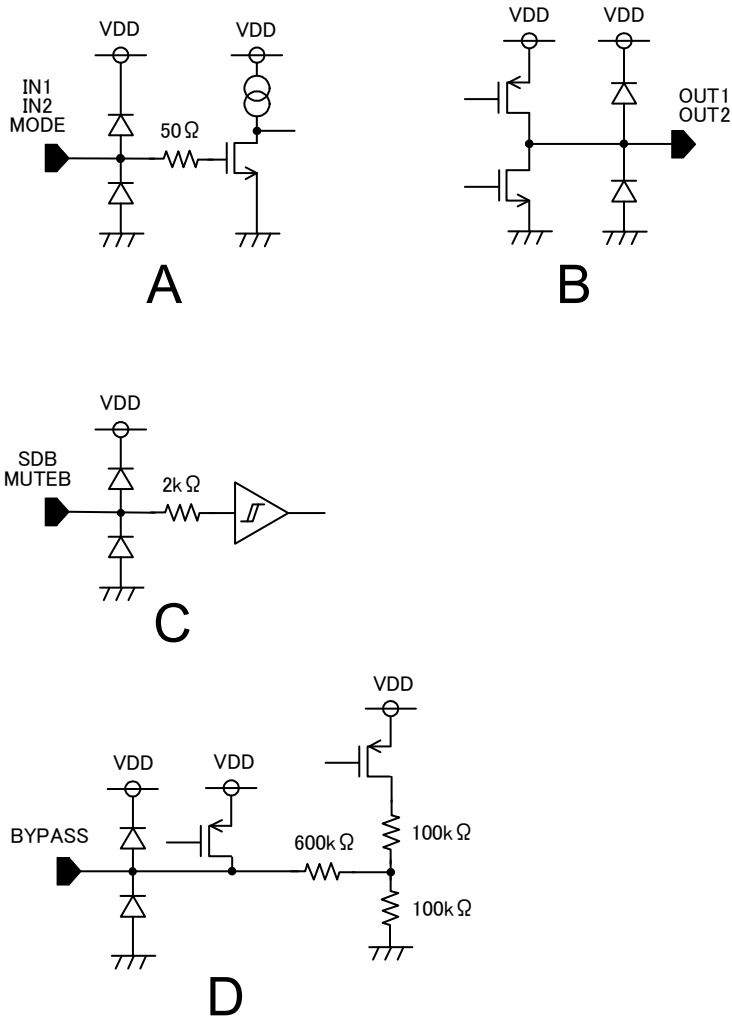 VDD
VDD
IN1
IN2
MODE
50Ω
A
VDD
VDD
OUT1
OUT2
B
VDD
SDB
MUTEB
2kΩ
C
VDD
VDD
VDD
BYPASS
600kΩ
100kΩ
100kΩ
D